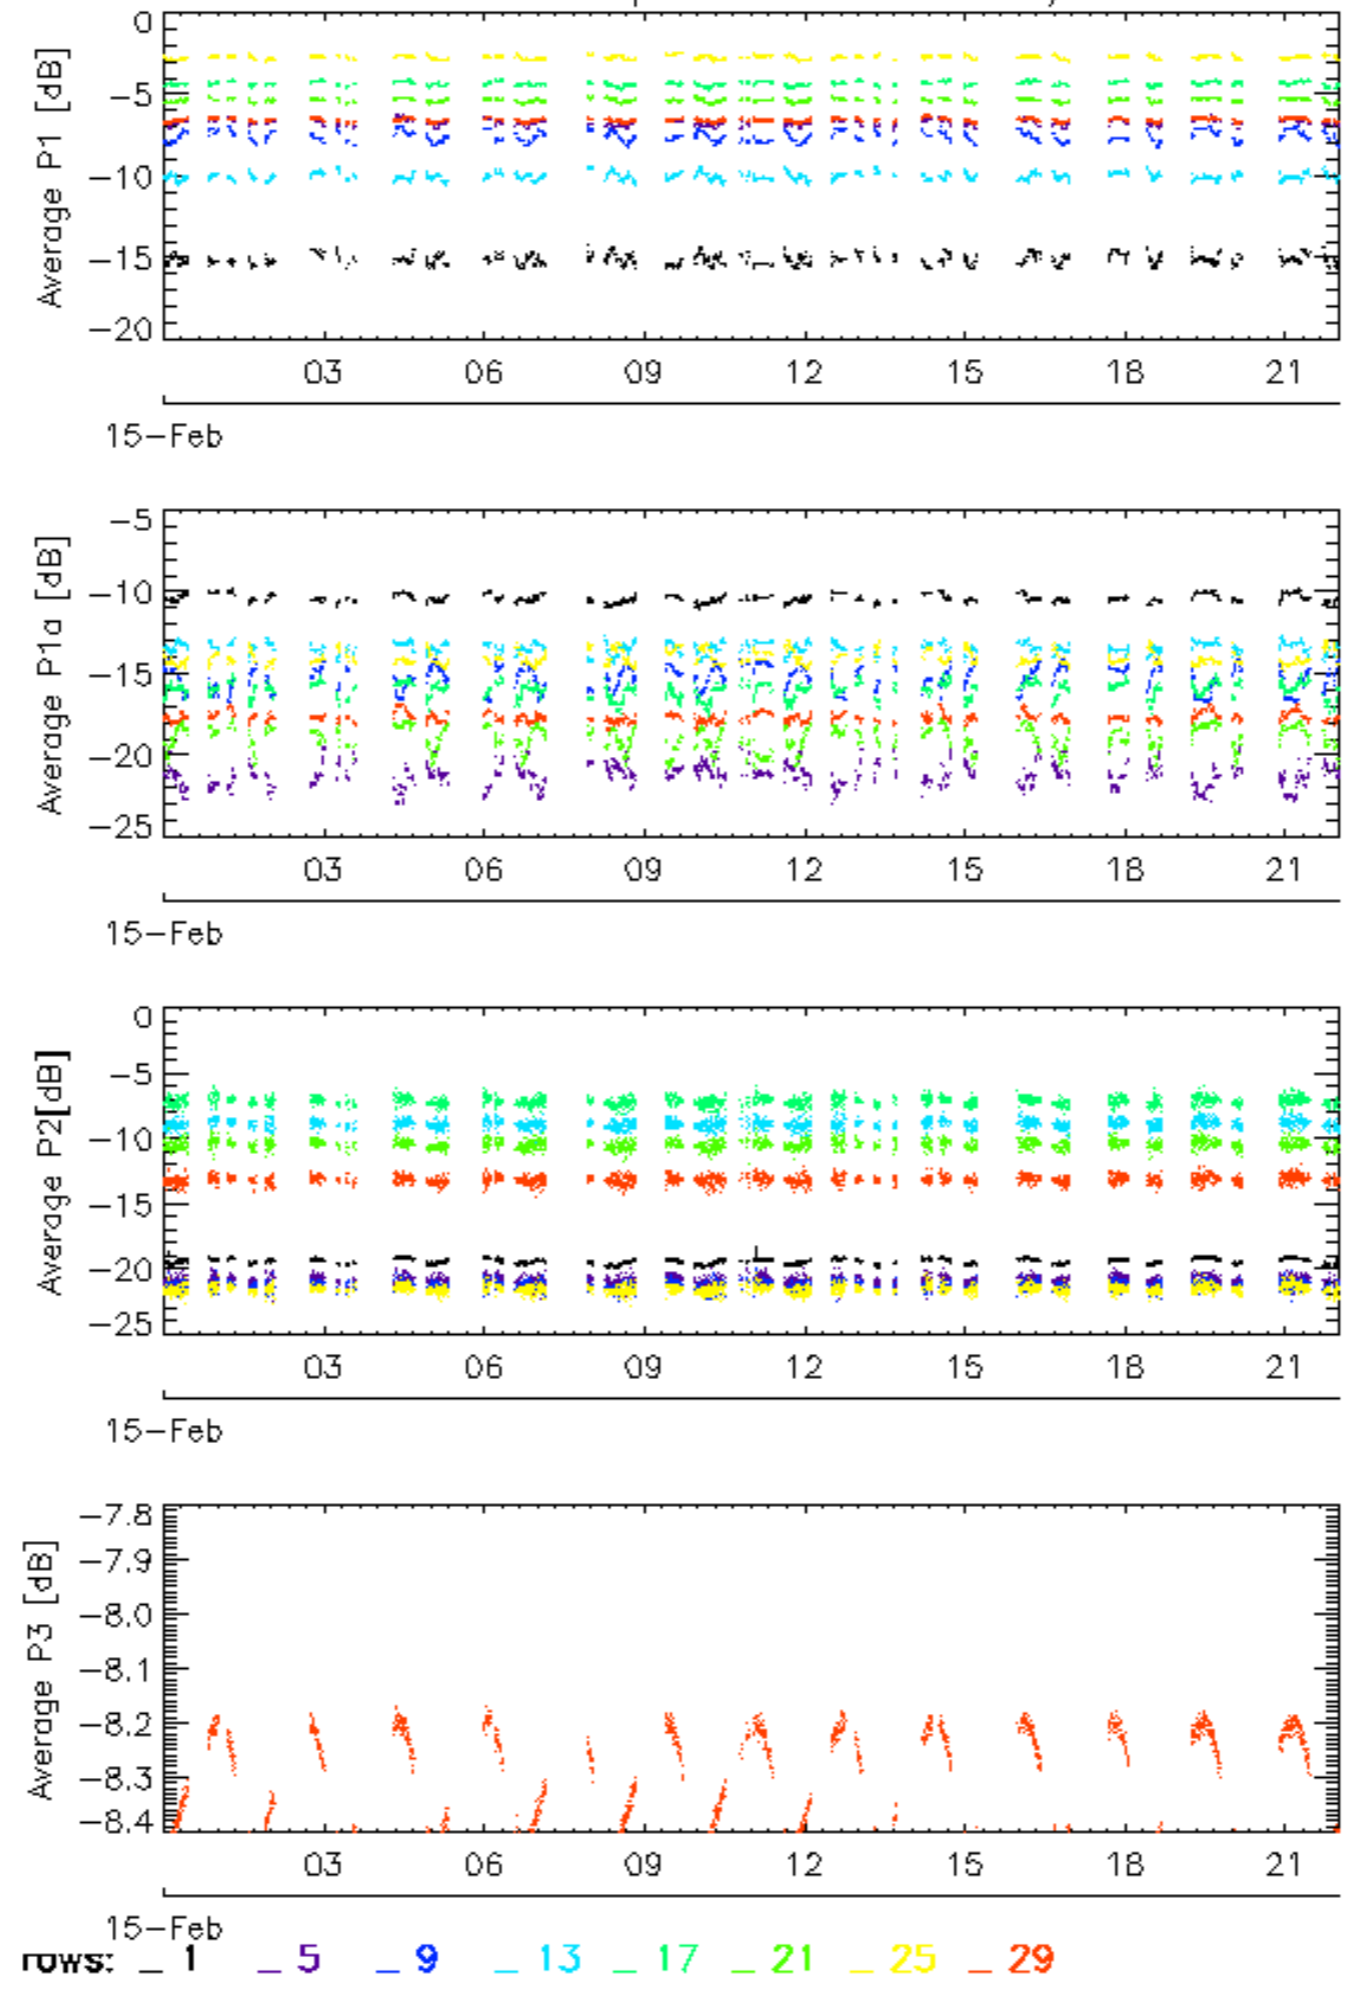 Average P1 [dB]
0
−5
−10
−15
−20
03 06 09 12 15 18 21
15−Feb
Average P1a [dB]
−5
−10
−15
−20
−25
03 06 09 12 15 18 21
15−Feb
Average P2[dB]
0
−5
−10
−15
−20
−25
03 06 09 12 15 18 21
15−Feb
Average P3 [dB]
−7.8
−7.9
−8.0
−8.1
−8.2
−8.3
−8.4
03 06 09 12 15 18 21
15−Feb
rows: _ 1 _ 5 _ 9 _ 13 _ 17 _ 21 _ 25 _ 29